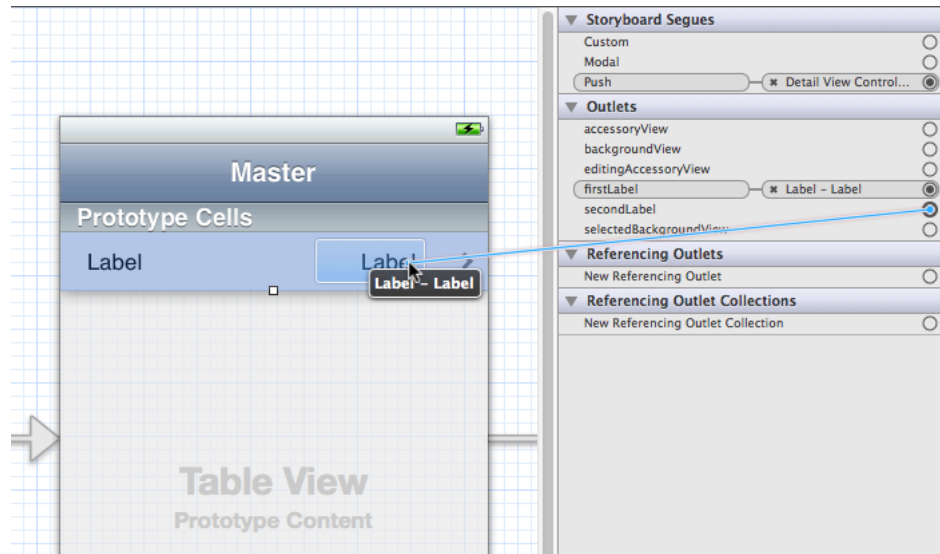 Master
Prototype Cells
Label
Label
Label – Label
Table View
Prototype Content
Storyboard Segues
Custom
Modal
Push
Detail View Control...
Outlets
accessoryView
backgroundView
editingAccessoryView
firstLabel
Label – Label
secondLabel
selectedBackgroundView
Referencing Outlets
New Referencing Outlet
Referencing Outlet Collections
New Referencing Outlet Collection